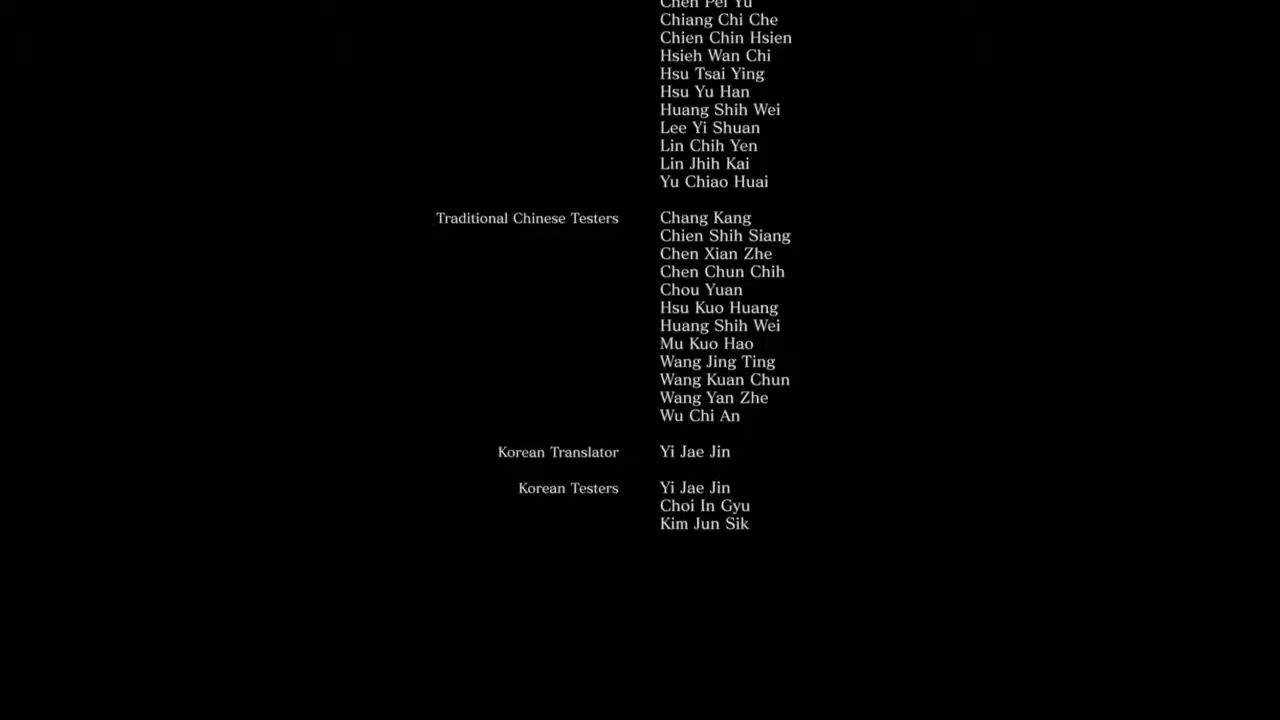 Chen Pei Yu
Chiang Chi Che
Chien Chin Hsien
Hsieh Wan Chi
Hsu Tsai Ying
Hsu Yu Han
Huang Shih Wei
Lee Yi Shuan
Lin Chih Yen
Lin Jhih Kai
Yu Chiao Huai
Traditional Chinese Testers Chang Kang
Chien Shih Siang
Chen Xian Zhe
Chen Chun Chih
Chou Yuan
Hsu Kuo Huang
Huang Shih Wei
Mu Kuo Hao
Wang Jing Ting
Wang Kuan Chun
Wang Yan Zhe
Wu Chi An
Korean Translator Yi Jae Jin
Korean Testers Yi Jae Jin
Choi In Gyu
Kim Jun Sik